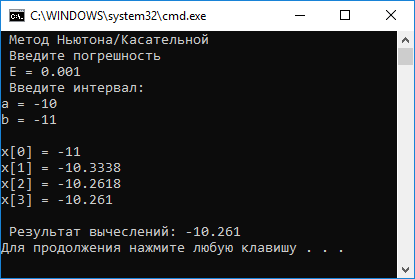 C:\WINDOWS\system32\cmd.exe
Метод Ньютона/Касательной
Введите погрешность
E = 0.001
Введите интервал:
a = -10
b = -11
x[0] = -11
x[1] = -10.3338
x[2] = -10.2618
x[3] = -10.261
Результат вычеслений: -10.261
Для продолжения нажмите любую клавишу . . .